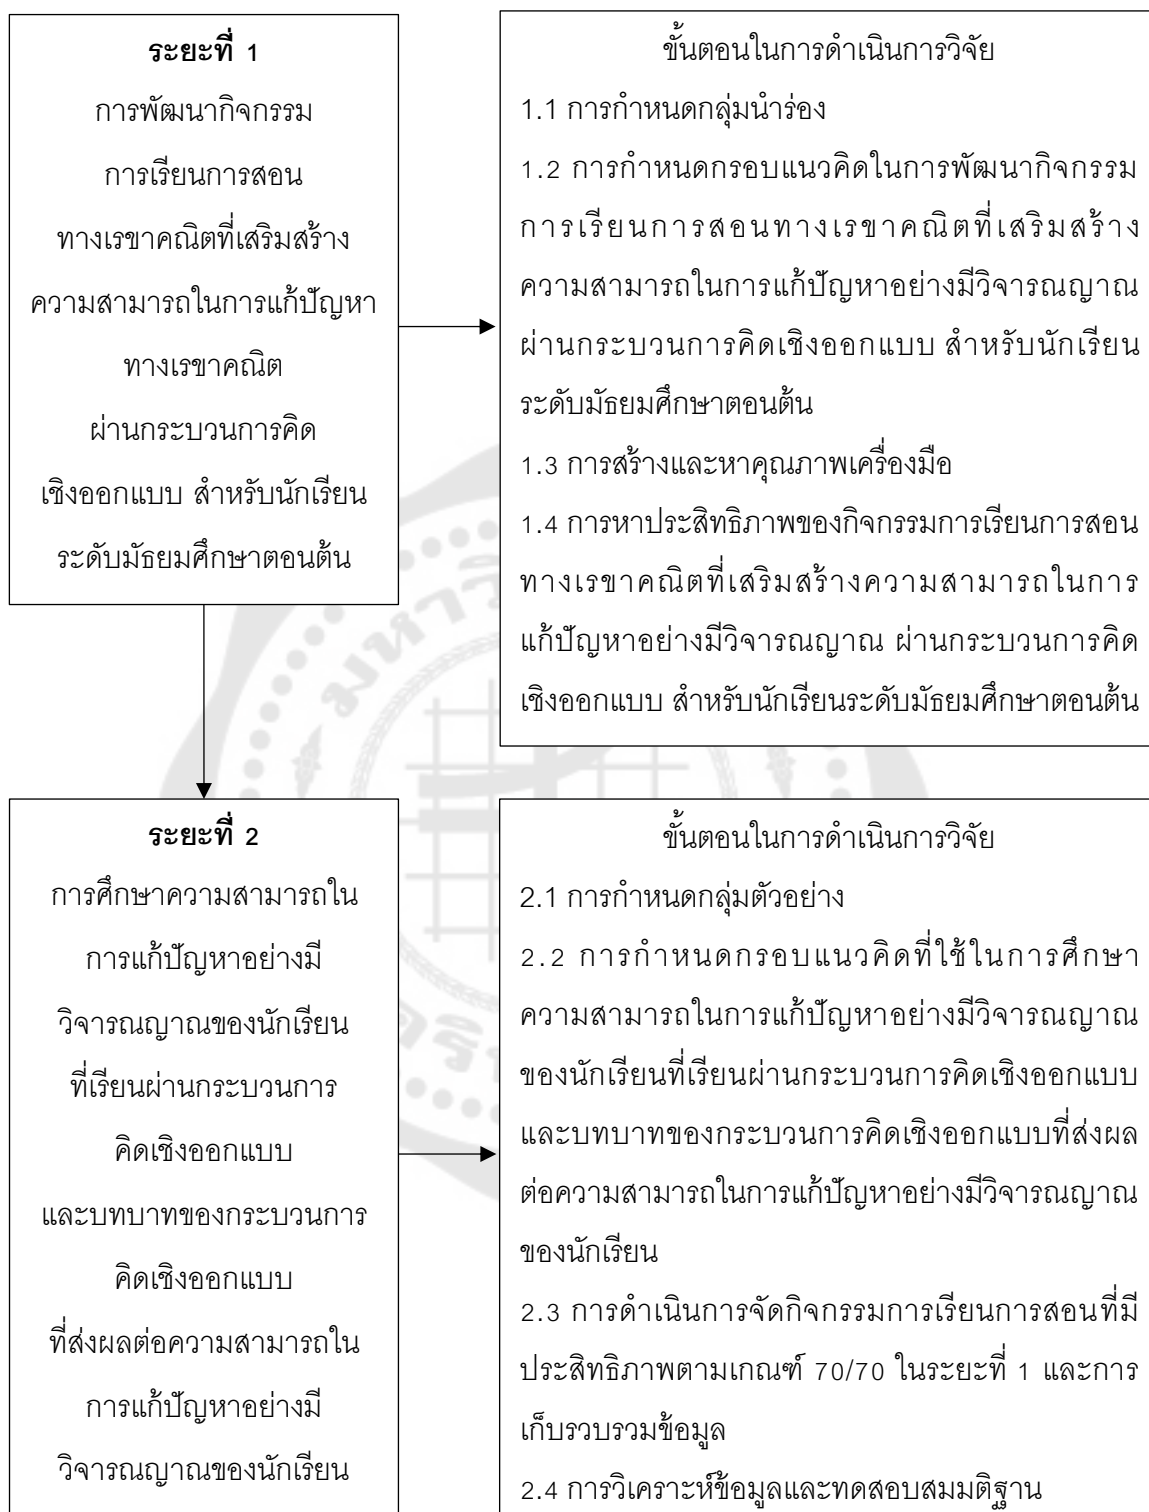 ระยะที่ 1
การพัฒนากิจกรรม
การเรียนการสอน
ทางเรขาคณิตที่เสริมสร้าง
ความสามารถในการแก้ปัญหา
ทางเรขาคณิต
ผ่านกระบวนการคิด
เชิงออกแบบ สำหรับนักเรียน
ระดับมัธยมศึกษาตอนต้น
ขั้นตอนในการดำเนินการวิจัย
1.1 การกำหนดกลุ่มนำร่อง
1.2 การกำหนดกรอบแนวคิดในการพัฒนากิจกรรม
การเรียนการสอนทางเรขาคณิตที่เสริมสร้าง
ความสามารถในการแก้ปัญหาอย่างมีวิจารณญาณ
ผ่านกระบวนการคิดเชิงออกแบบ สำหรับนักเรียน
ระดับมัธยมศึกษาตอนต้น
1.3 การสร้างและหาคุณภาพเครื่องมือ
1.4 การหาประสิทธิภาพของกิจกรรมการเรียนการสอน
ทางเรขาคณิตที่เสริมสร้างความสามารถในการ
แก้ปัญหาอย่างมีวิจารณญาณ ผ่านกระบวนการคิด
เชิงออกแบบ สำหรับนักเรียนระดับมัธยมศึกษาตอนต้น
ระยะที่ 2
การศึกษาความสามารถใน
การแก้ปัญหาอย่างมี
วิจารณญาณของนักเรียน
ที่เรียนผ่านกระบวนการ
คิดเชิงออกแบบ
และบทบาทของกระบวนการ
คิดเชิงออกแบบ
ที่ส่งผลต่อความสามารถใน
การแก้ปัญหาอย่างมี
วิจารณญาณของนักเรียน
ขั้นตอนในการดำเนินการวิจัย
2.1 การกำหนดกลุ่มตัวอย่าง
2.2 การกำหนดกรอบแนวคิดที่ใช้ในการศึกษา
ความสามารถในการแก้ปัญหาอย่างมีวิจารณญาณ
ของนักเรียนที่เรียนผ่านกระบวนการคิดเชิงออกแบบ
และบทบาทของกระบวนการคิดเชิงออกแบบที่ส่งผล
ต่อความสามารถในการแก้ปัญหาอย่างมีวิจารณญาณ
ของนักเรียน
2.3 การดำเนินการจัดกิจกรรมการเรียนการสอนที่มี
ประสิทธิภาพตามเกณฑ์ 70/70 ในระยะที่ 1 และการ
เก็บรวบรวมข้อมูล
2.4 การวิเคราะห์ข้อมูลและทดสอบสมมติฐาน